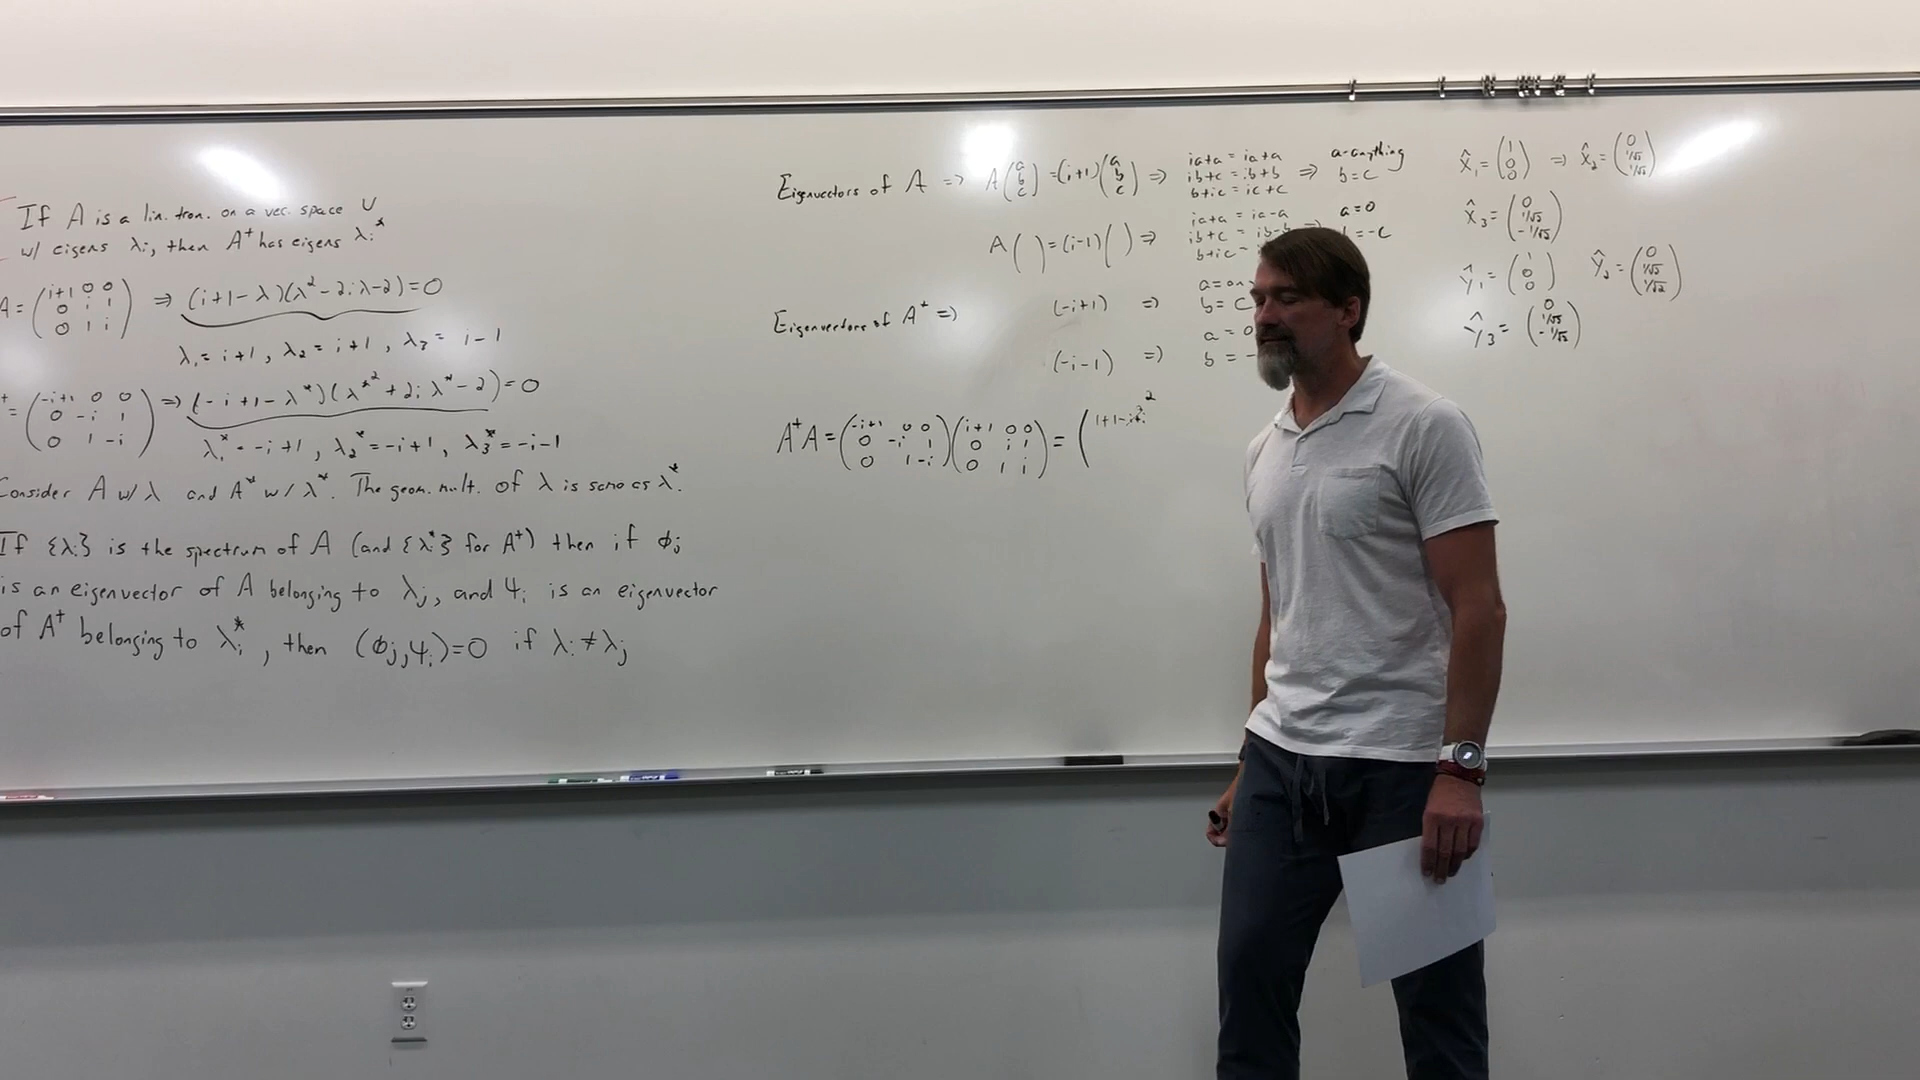 If A is a lin. tran. on a vec. space U
w/ eigens λi, then A† has eigens λi*
A = (i+1 0 0
0 i 1
0 1 i) ⇒ (i+1-λ)(λ²-2iλ-2)=0
λ₁ = i+1, λ₂ = i+1, λ₃ = i-1
† = (-i+1 0 0
0 -i 1
0 1 -i) ⇒ (-i+1-λ*)(λ*²+2iλ*-2)=0
λ₁* = -i+1, λ₂* = -i+1, λ₃* = -i-1
Consider A w/ λ and A* w/ λ*. The geom. mult. of λ is same as λ*.
If {λi} is the spectrum of A (and {λi*} for A†) then if ϕj
is an eigenvector of A belonging to λj, and ψi is an eigenvector
of A† belonging to λi*, then (ϕj,ψi)=0 if λi≠λj
Eigenvectors of A => A(a b c) = (i+1)(a b c) =>
ia+a = ia+a
ib+c = ib+b
b+ic = ic+c
=> a-anything
b=c
A( )=(i-1)( ) =>
ia+a = ia-a
ib+c = ib-b
b+ic =
a=0
=-c
Eigenvectors of A† =>
(-i+1) =>
a=any
b=c
(-i-1) =>
a=0
b=-
A†A = (-i+1 0 0
0 -i 1
0 1 -i)(i+1 0 0
0 i 1
0 1 i) = (1+1-i+i 2
x̂₁ = (1 0 0) => x̂₂ = (0 1/√2 1/√2)
x̂₃ = (0 1/√2 -1/√2)
ŷ₁ = (1 0 0) ŷ₂ = (0 1/√2 1/√2)
ŷ₃ = (0 1/√2 -1/√2)